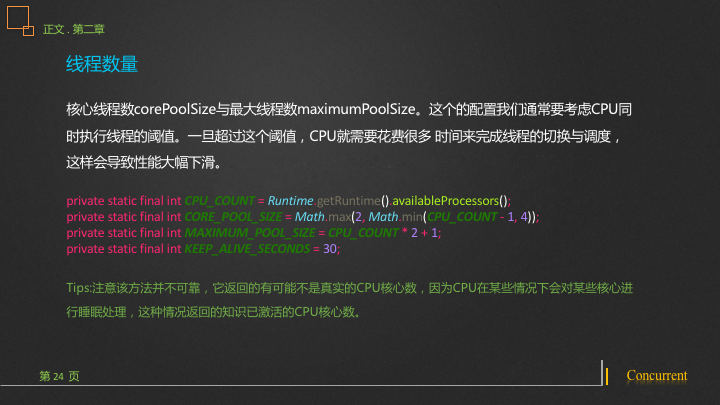 正文 . 第二章
线程数量
核心线程数corePoolSize与最大线程数maximumPoolSize。这个的配置我们通常要考虑CPU同
时执行线程的阈值。一旦超过这个阈值，CPU就需要花费很多 时间来完成线程的切换与调度，
这样会导致性能大幅下滑。
private static final int CPU_COUNT = Runtime.getRuntime().availableProcessors();
private static final int CORE_POOL_SIZE = Math.max(2, Math.min(CPU_COUNT - 1, 4));
private static final int MAXIMUM_POOL_SIZE = CPU_COUNT * 2 + 1;
private static final int KEEP_ALIVE_SECONDS = 30;
Tips:注意该方法并不可靠，它返回的有可能不是真实的CPU核心数，因为CPU在某些情况下会对某些核心进
行睡眠处理，这种情况返回的知识已激活的CPU核心数。
第 24 页
Concurrent